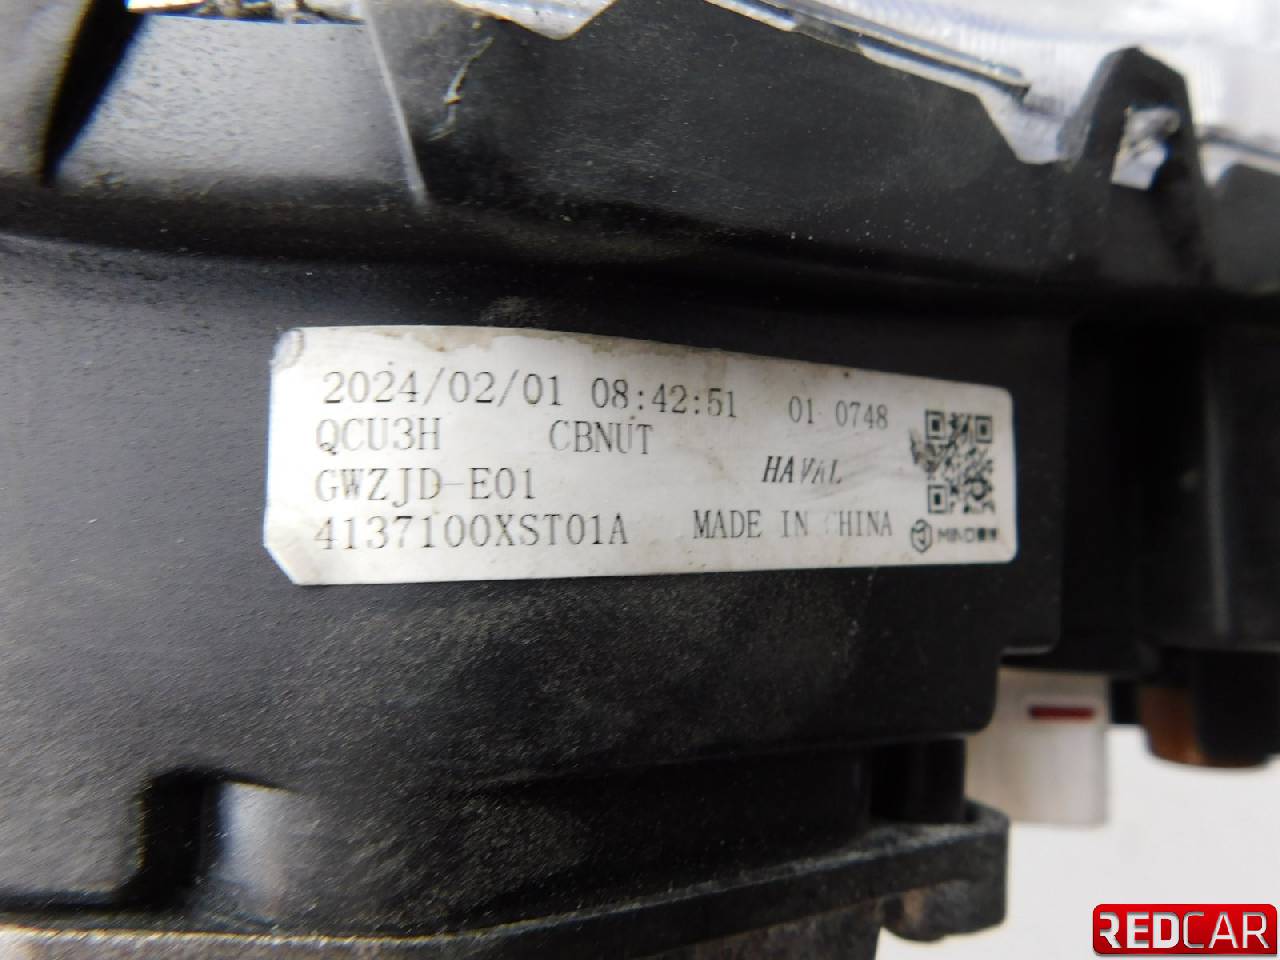 2024/02/01 08:42:51 01 0748
QCU3H CBNUT
GWZJD-E01 HAVAL
4137100XST01A MADE IN CHINA
REDCAR